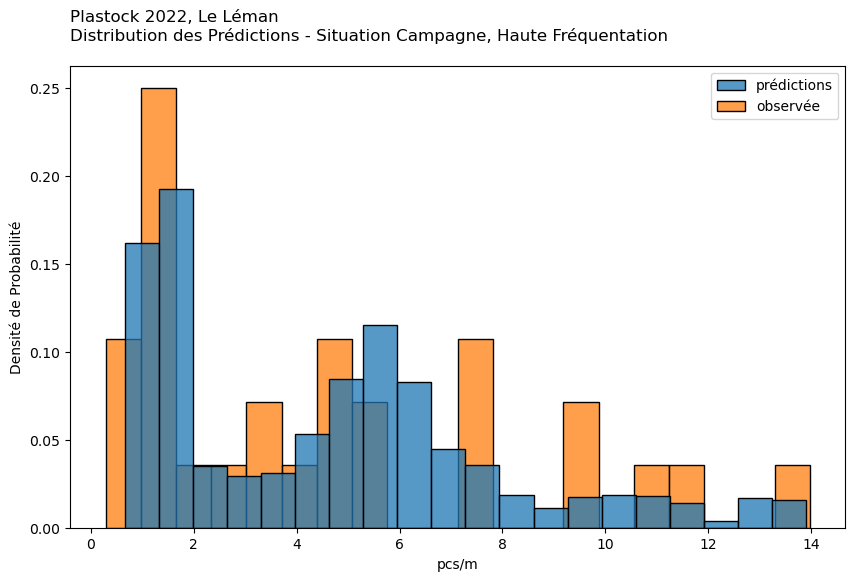 Plastock 2022, Le Léman
Distribution des Prédictions - Situation Campagne, Haute Fréquentation
prédictions
observée
Densité de Probabilité
0.25
0.20
0.15
0.10
0.05
0.00
0 2 4 6 8 10 12 14
pcs/m